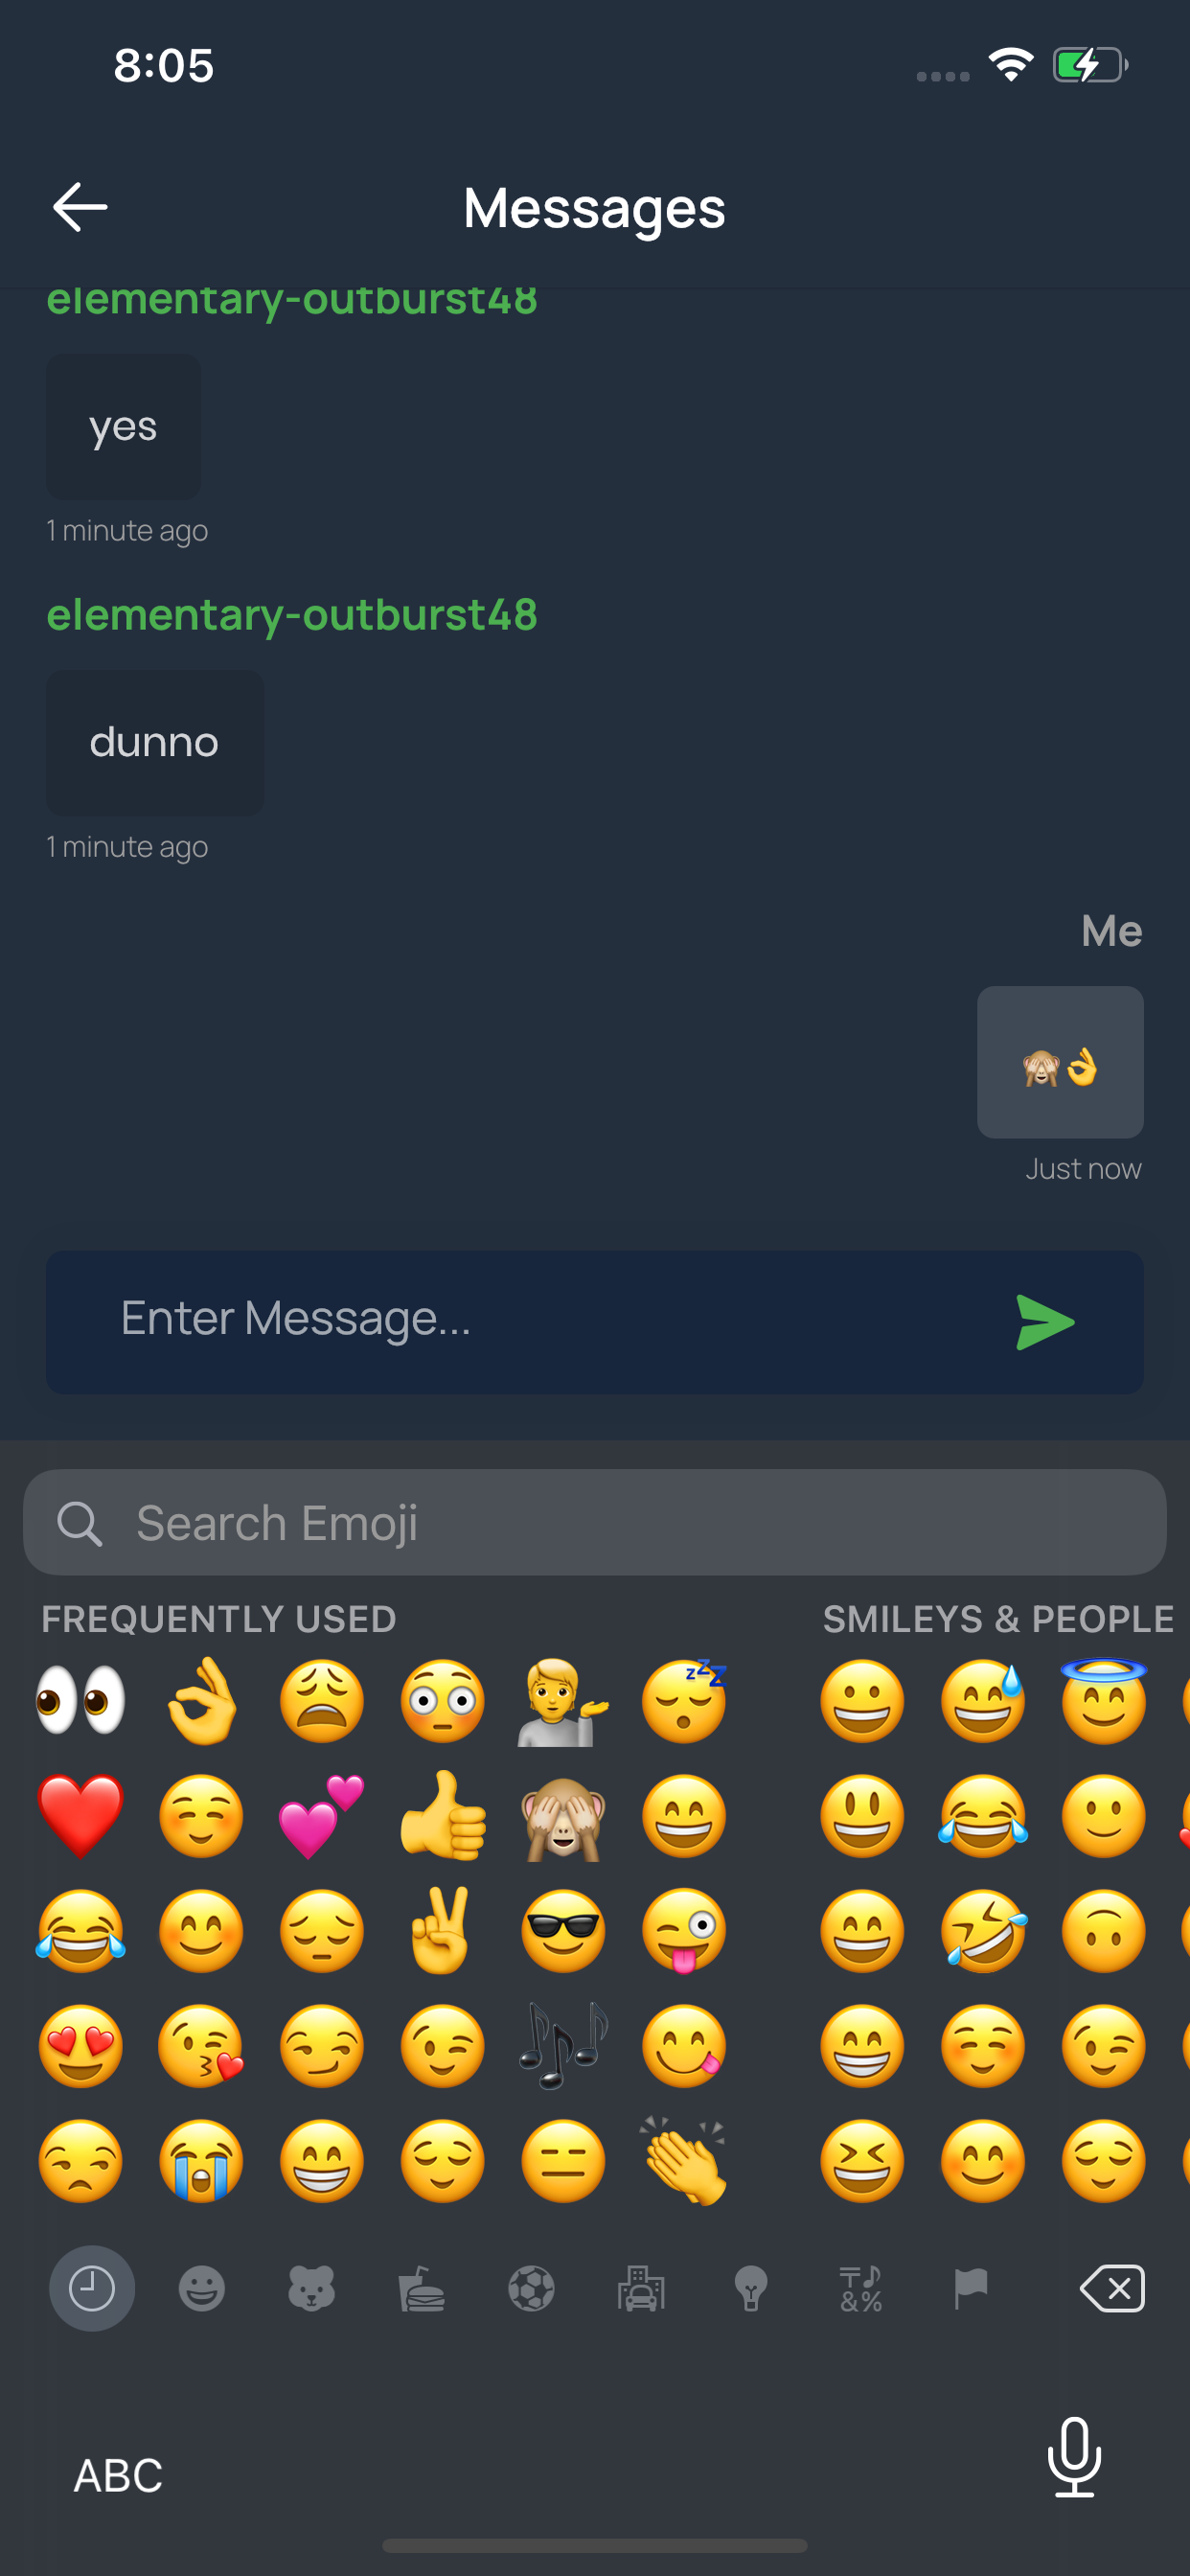 8:05
Messages
elementary-outburst48
yes
1 minute ago
elementary-outburst48
dunno
1 minute ago
Me
🙈👌
Just now
Enter Message...
Search Emoji
FREQUENTLY USED
SMILEYS & PEOPLE
ABC